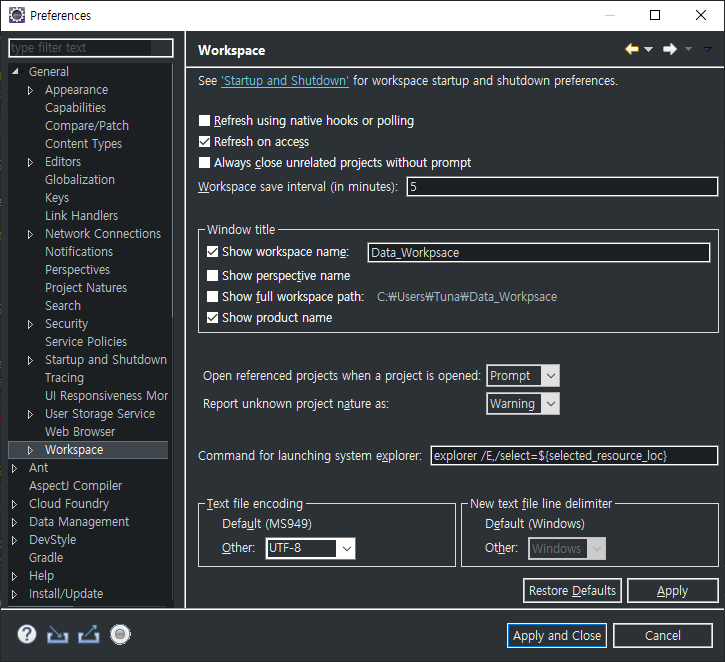 Preferences
type filter text
General
Appearance
Capabilities
Compare/Patch
Content Types
Editors
Globalization
Keys
Link Handlers
Network Connections
Notifications
Perspectives
Project Natures
Search
Security
Service Policies
Startup and Shutdown
Tracing
UI Responsiveness Mor
User Storage Service
Web Browser
Workspace
Ant
AspectJ Compiler
Cloud Foundry
Data Management
DevStyle
Gradle
Help
Install/Update
Workspace
See 'Startup and Shutdown' for workspace startup and shutdown preferences.
Refresh using native hooks or polling
Refresh on access
Always close unrelated projects without prompt
Workspace save interval (in minutes): 5
Window title
Show workspace name: Data_Workpsace
Show perspective name
Show full workspace path: C:₩Users₩Tuna₩Data_Workpsace
Show product name
Open referenced projects when a project is opened: Prompt
Report unknown project nature as: Warning
Command for launching system explorer: explorer /E,/select=${selected_resource_loc}
Text file encoding
Default (MS949)
Other: UTF-8
New text file line delimiter
Default (Windows)
Other: Windows
Restore Defaults Apply
? Apply and Close Cancel